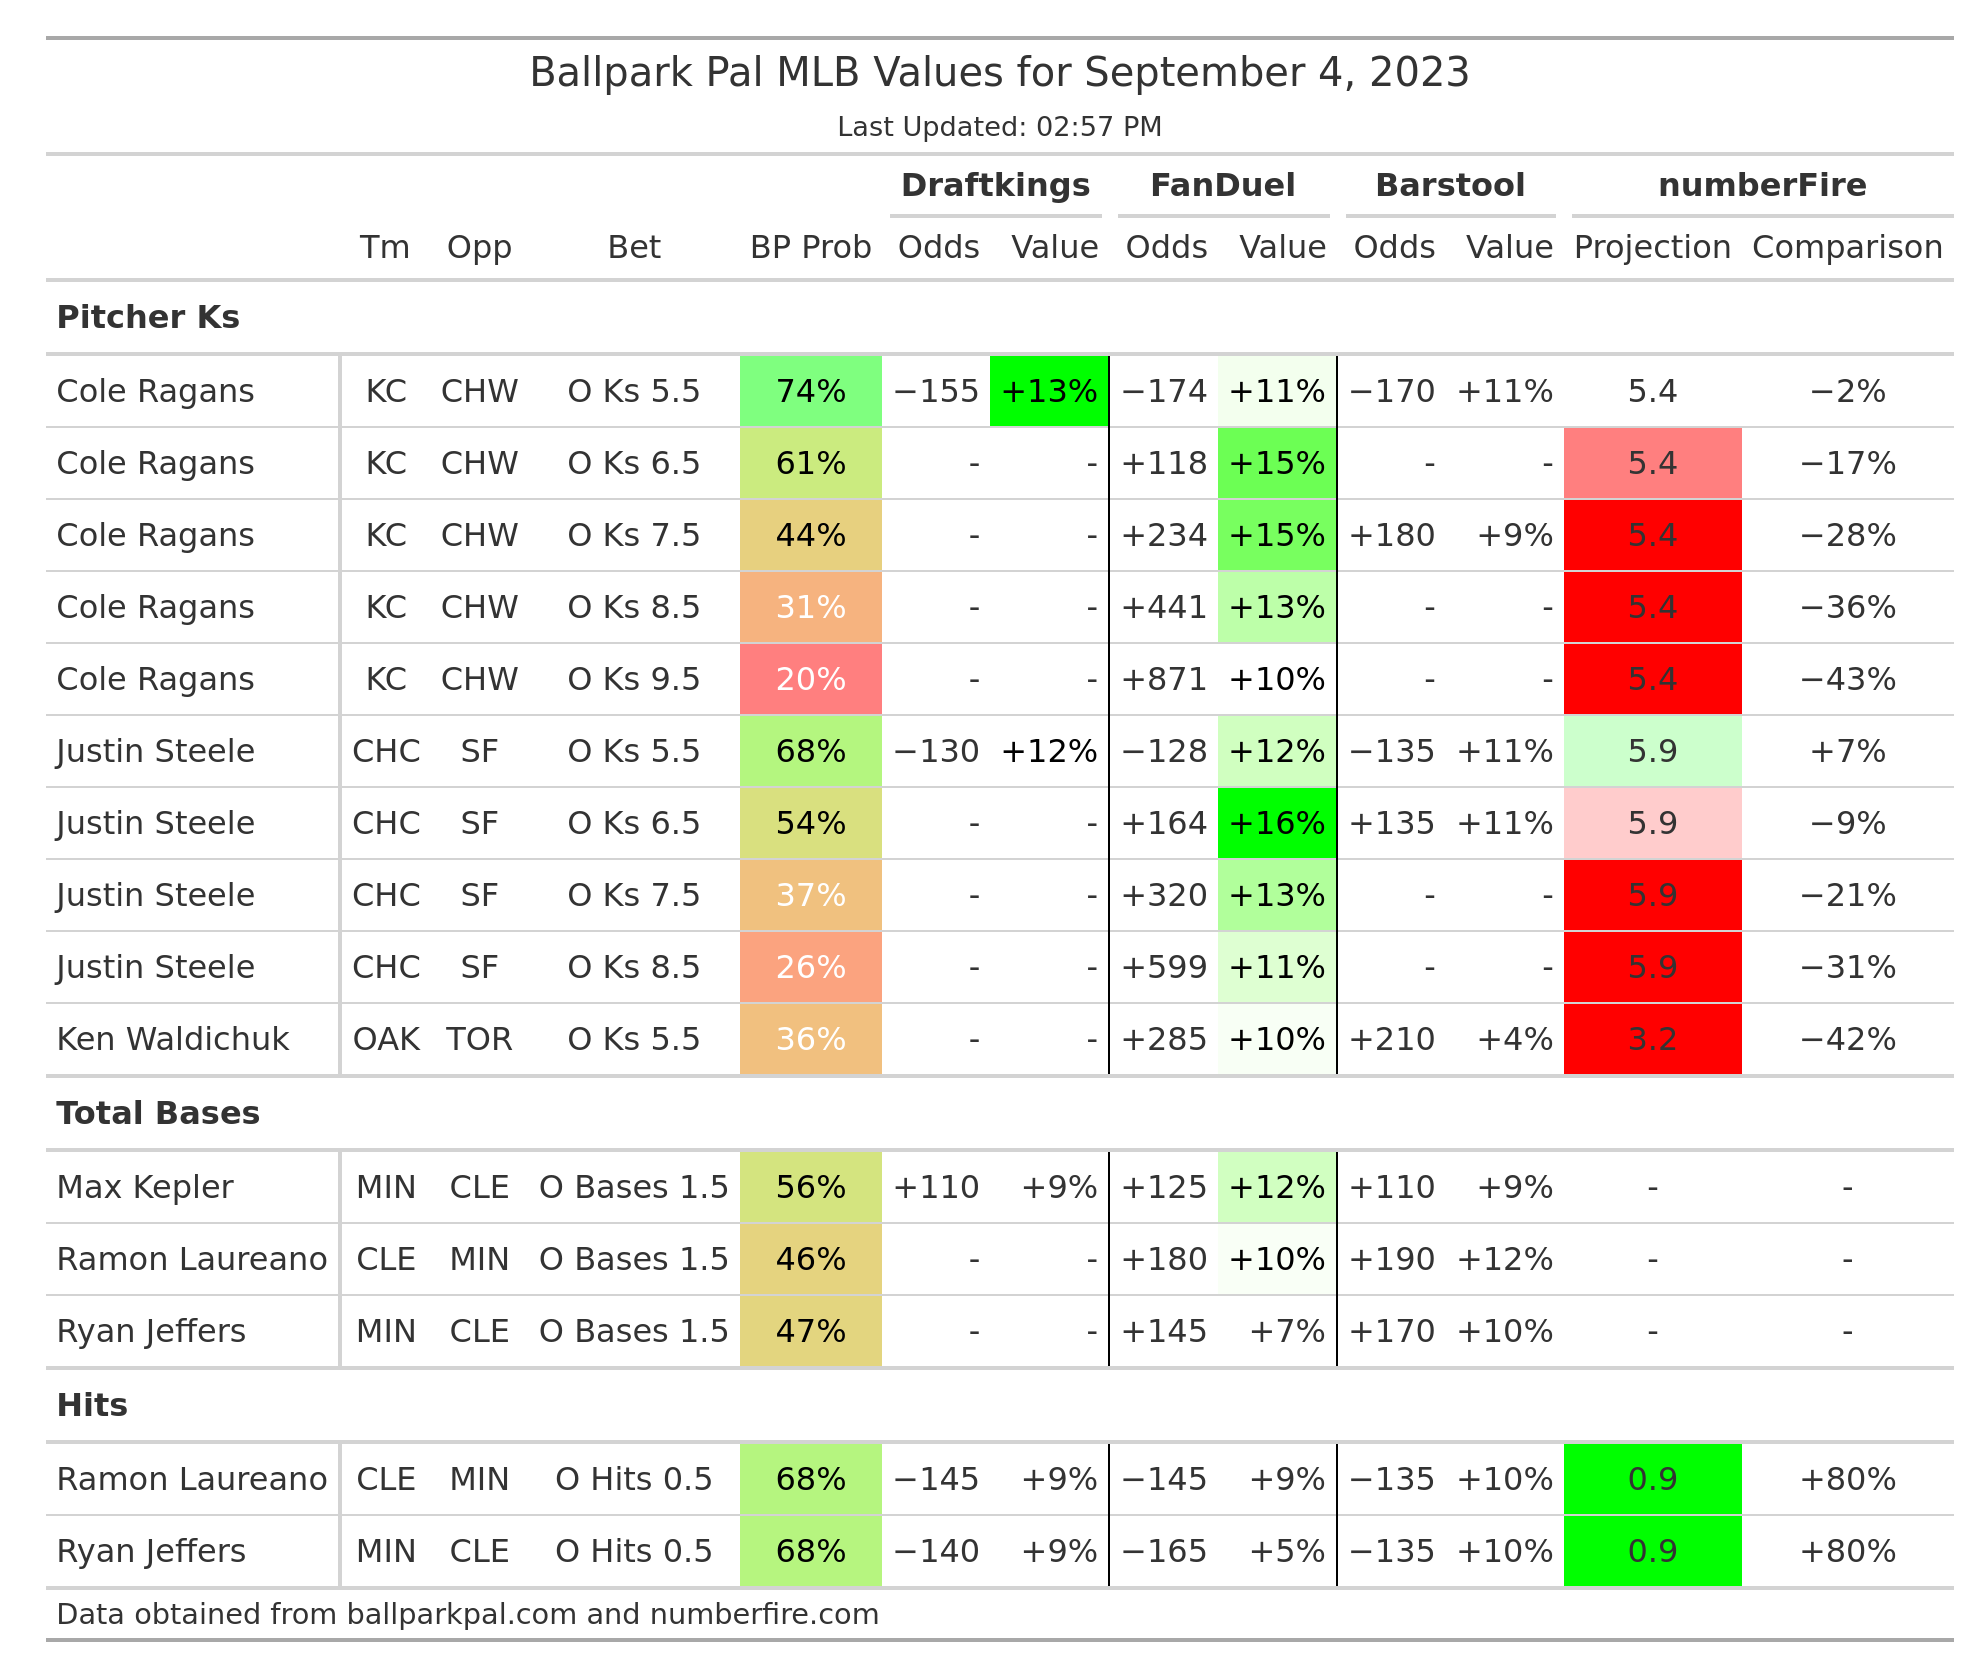 Ballpark Pal MLB Values for September 4, 2023
Last Updated: 02:57 PM
Draftkings FanDuel Barstool numberFire
Tm Opp Bet BP Prob Odds Value Odds Value Odds Value Projection Comparison
Pitcher Ks
Cole Ragans KC CHW O Ks 5.5 74% −155 +13% −174 +11% −170 +11% 5.4 −2%
Cole Ragans KC CHW O Ks 6.5 61% - - +118 +15% - - 5.4 −17%
Cole Ragans KC CHW O Ks 7.5 44% - - +234 +15% +180 +9% 5.4 −28%
Cole Ragans KC CHW O Ks 8.5 31% - - +441 +13% - - 5.4 −36%
Cole Ragans KC CHW O Ks 9.5 20% - - +871 +10% - - 5.4 −43%
Justin Steele CHC SF O Ks 5.5 68% −130 +12% −128 +12% −135 +11% 5.9 +7%
Justin Steele CHC SF O Ks 6.5 54% - - +164 +16% +135 +11% 5.9 −9%
Justin Steele CHC SF O Ks 7.5 37% - - +320 +13% - - 5.9 −21%
Justin Steele CHC SF O Ks 8.5 26% - - +599 +11% - - 5.9 −31%
Ken Waldichuk OAK TOR O Ks 5.5 36% - - +285 +10% +210 +4% 3.2 −42%
Total Bases
Max Kepler MIN CLE O Bases 1.5 56% +110 +9% +125 +12% +110 +9% - -
Ramon Laureano CLE MIN O Bases 1.5 46% - - +180 +10% +190 +12% - -
Ryan Jeffers MIN CLE O Bases 1.5 47% - - +145 +7% +170 +10% - -
Hits
Ramon Laureano CLE MIN O Hits 0.5 68% −145 +9% −145 +9% −135 +10% 0.9 +80%
Ryan Jeffers MIN CLE O Hits 0.5 68% −140 +9% −165 +5% −135 +10% 0.9 +80%
Data obtained from ballparkpal.com and numberfire.com